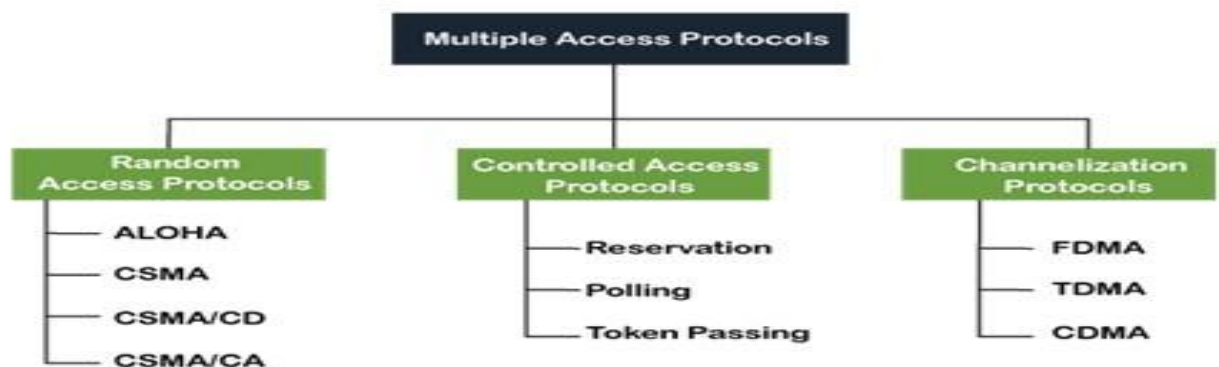 Multiple Access Protocols
Random
Access Protocols
ALOHA
CSMA
CSMA/CD
CSMA/CA
Controlled Access
Protocols
Reservation
Polling
Token Passing
Channelization
Protocols
FDMA
TDMA
CDMA